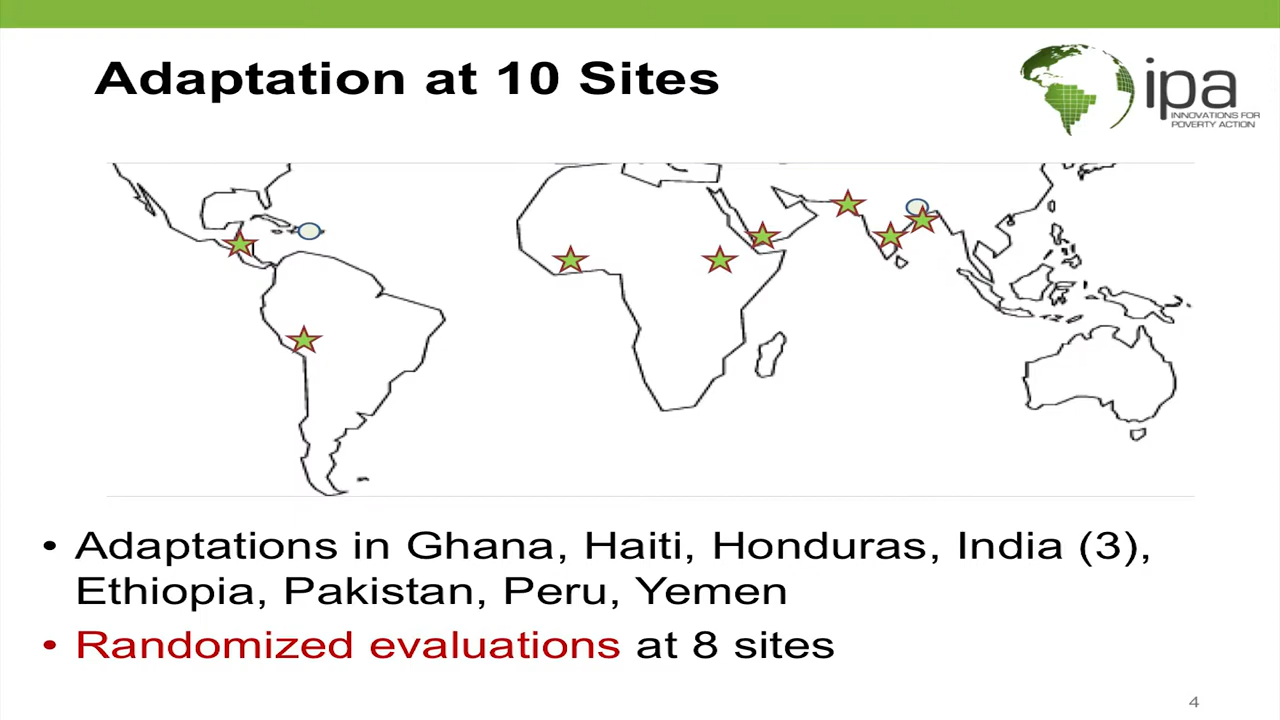 Adaptation at 10 Sites
ipa
INNOVATIONS FOR
POVERTY ACTION
• Adaptations in Ghana, Haiti, Honduras, India (3),
Ethiopia, Pakistan, Peru, Yemen
• Randomized evaluations at 8 sites
4